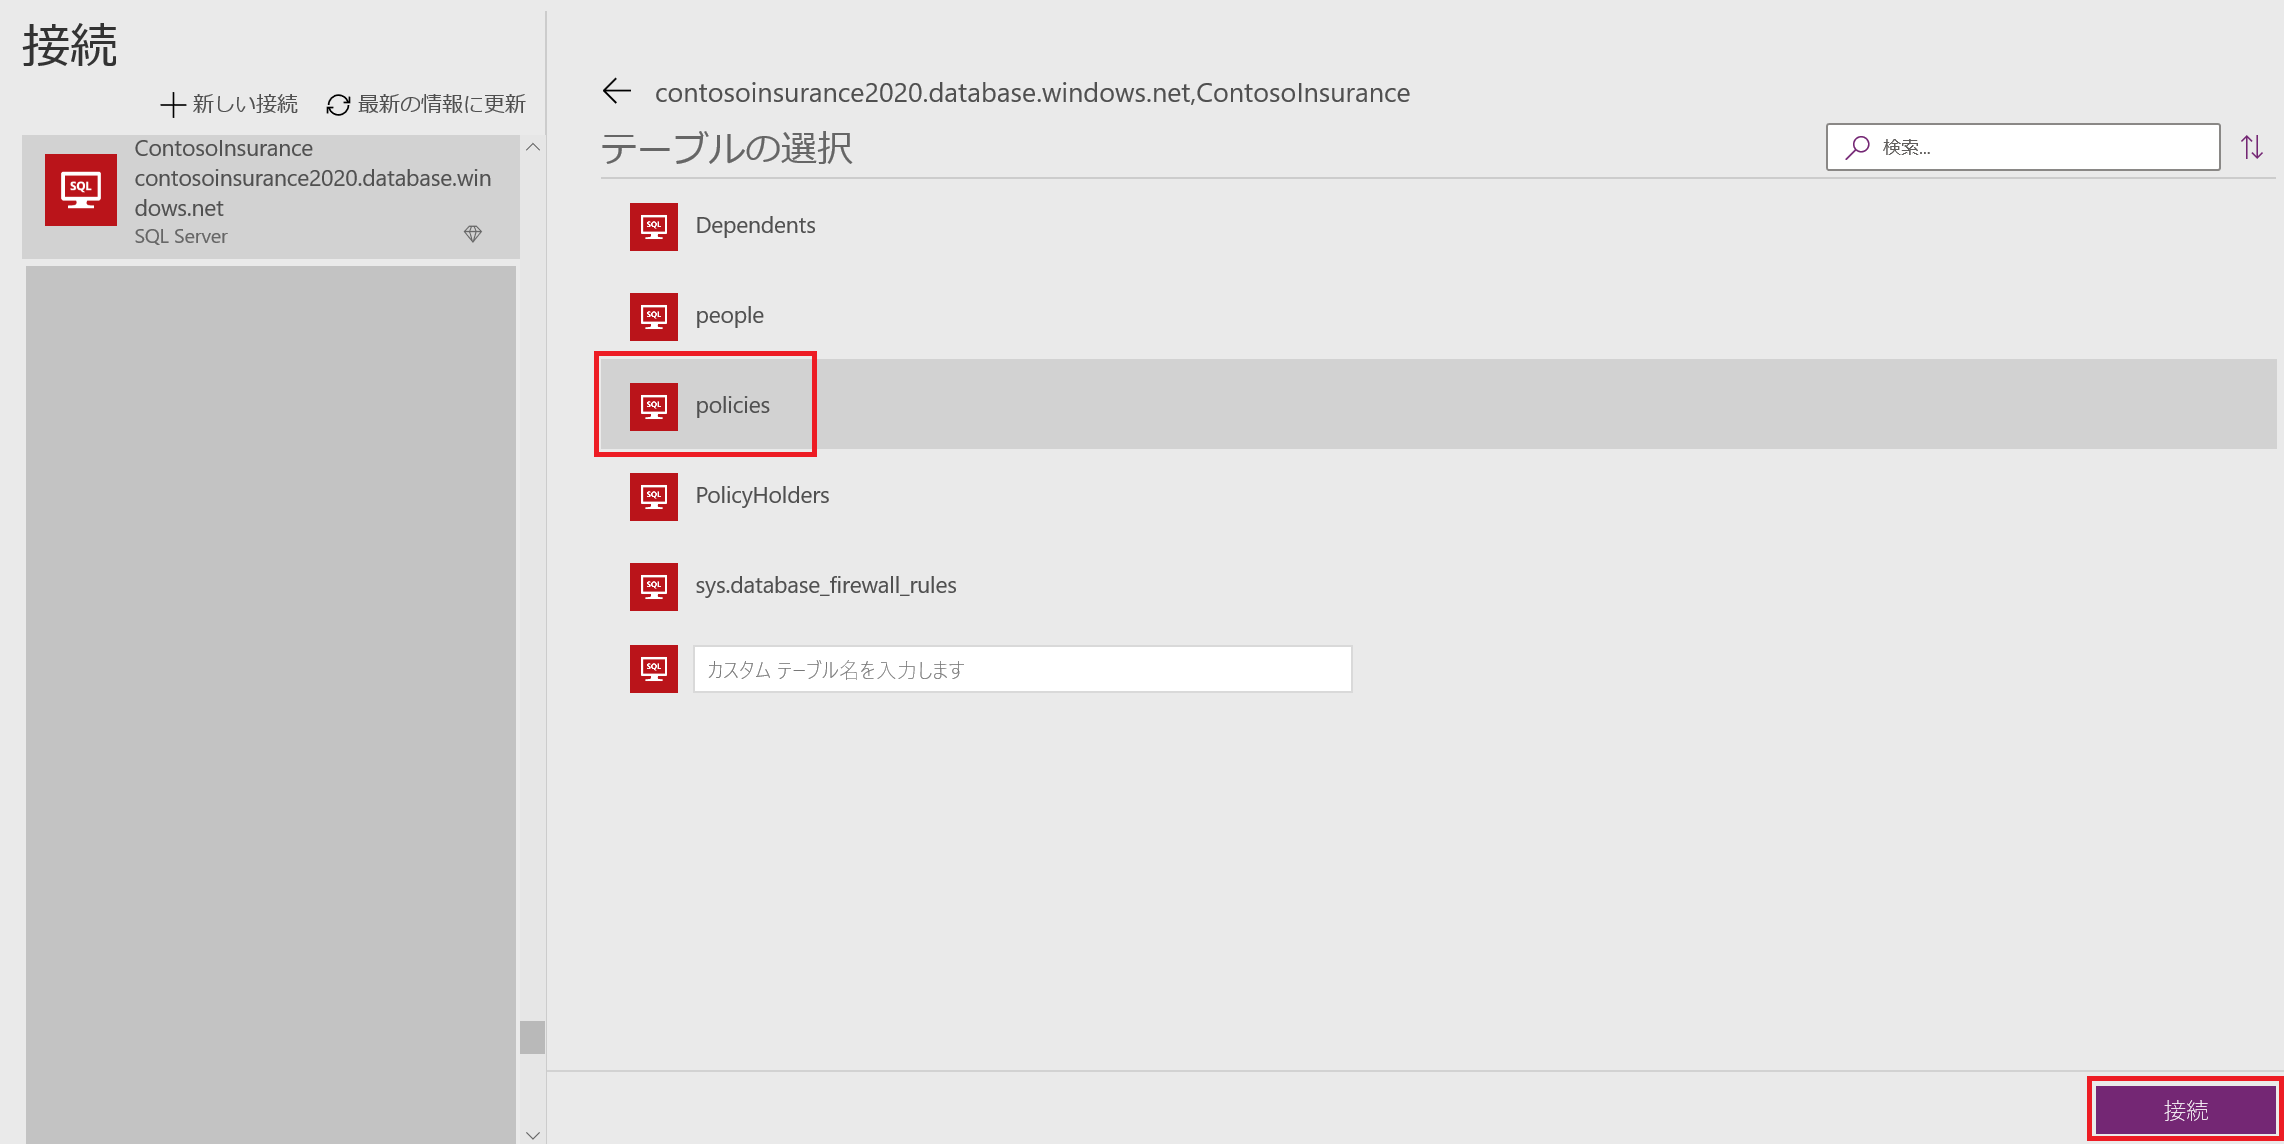 接続
新しい接続
最新の情報に更新
SQL
ContosoInsurance
contosoinsurance2020.database.win
dows.net
SQL Server
contosoinsurance2020.database.windows.net,ContosoInsurance
テーブルの選択
検索...
SQL
Dependents
SQL
people
SQL
policies
SQL
PolicyHolders
SQL
sys.database_firewall_rules
SQL
カスタム テーブル名を入力します
接続